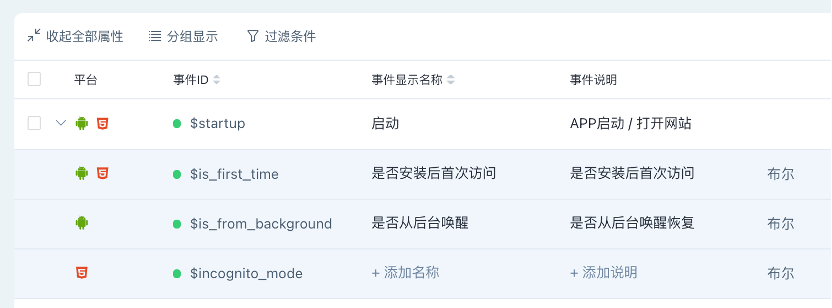 收起全部属性 分组显示 过滤条件
平台 事件ID 事件显示名称 事件说明
$startup 启动 APP启动 / 打开网站
$is_first_time 是否安装后首次访问 是否安装后首次访问 布尔
$is_from_background 是否从后台唤醒 是否从后台唤醒恢复 布尔
$incognito_mode + 添加名称 + 添加说明 布尔